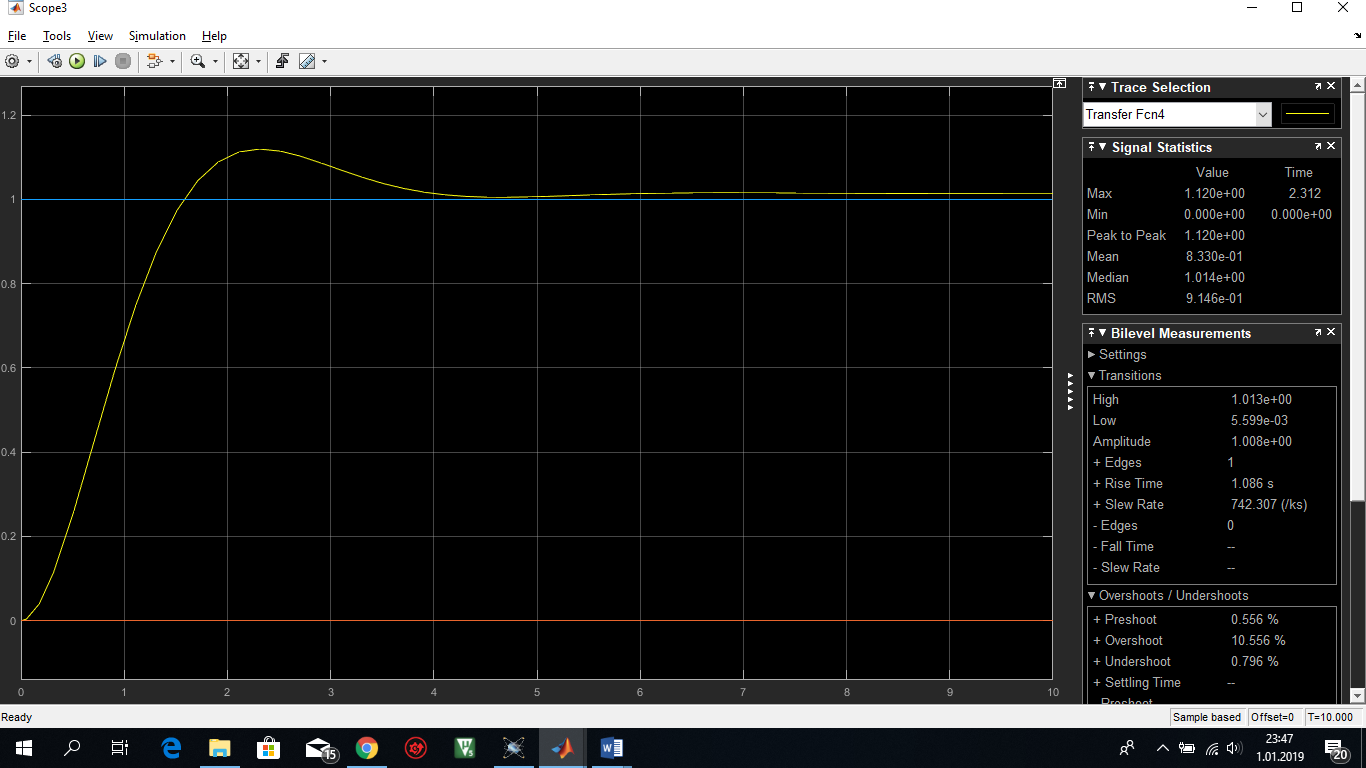 Scope3
File Tools View Simulation Help
Trace Selection
Transfer Fcn4
Signal Statistics
Value Time
Max 1.120e+00 2.312
Min 0.000e+00 0.000e+00
Peak to Peak 1.120e+00
Mean 8.330e-01
Median 1.014e+00
RMS 9.146e-01
Bilevel Measurements
Settings
Transitions
High 1.013e+00
Low 5.599e-03
Amplitude 1.008e+00
+ Edges 1
+ Rise Time 1.086 s
+ Slew Rate 742.307 (/ks)
- Edges 0
- Fall Time --
- Slew Rate --
Overshoots / Undershoots
+ Preshoot 0.556 %
+ Overshoot 10.556 %
+ Undershoot 0.796 %
+ Settling Time --
- Preshoot
1.2
1
0.8
0.6
0.4
0.2
0
0 1 2 3 4 5 6 7 8 9 10
Ready
Sample based Offset=0 T=10.000
15
23:47
1.01.2019
20